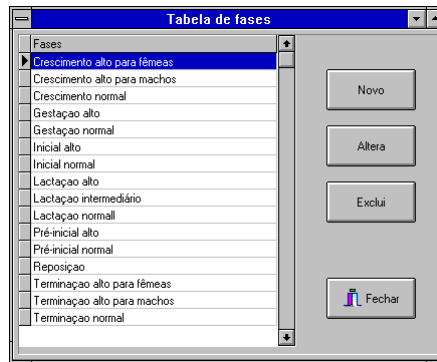 Tabela de fases
Fases
Crescimento alto para fêmeas
Crescimento alto para machos
Crescimento normal
Gestaçao alto
Gestaçao normal
Inicial alto
Inicial normal
Lactaçao alto
Lactaçao intermediário
Lactaçao normall
Pré-inicial alto
Pré-inicial normal
Reposiçao
Terminaçao alto para fêmeas
Terminaçao alto para machos
Terminaçao normal
Novo
Altera
Exclui
Fechar